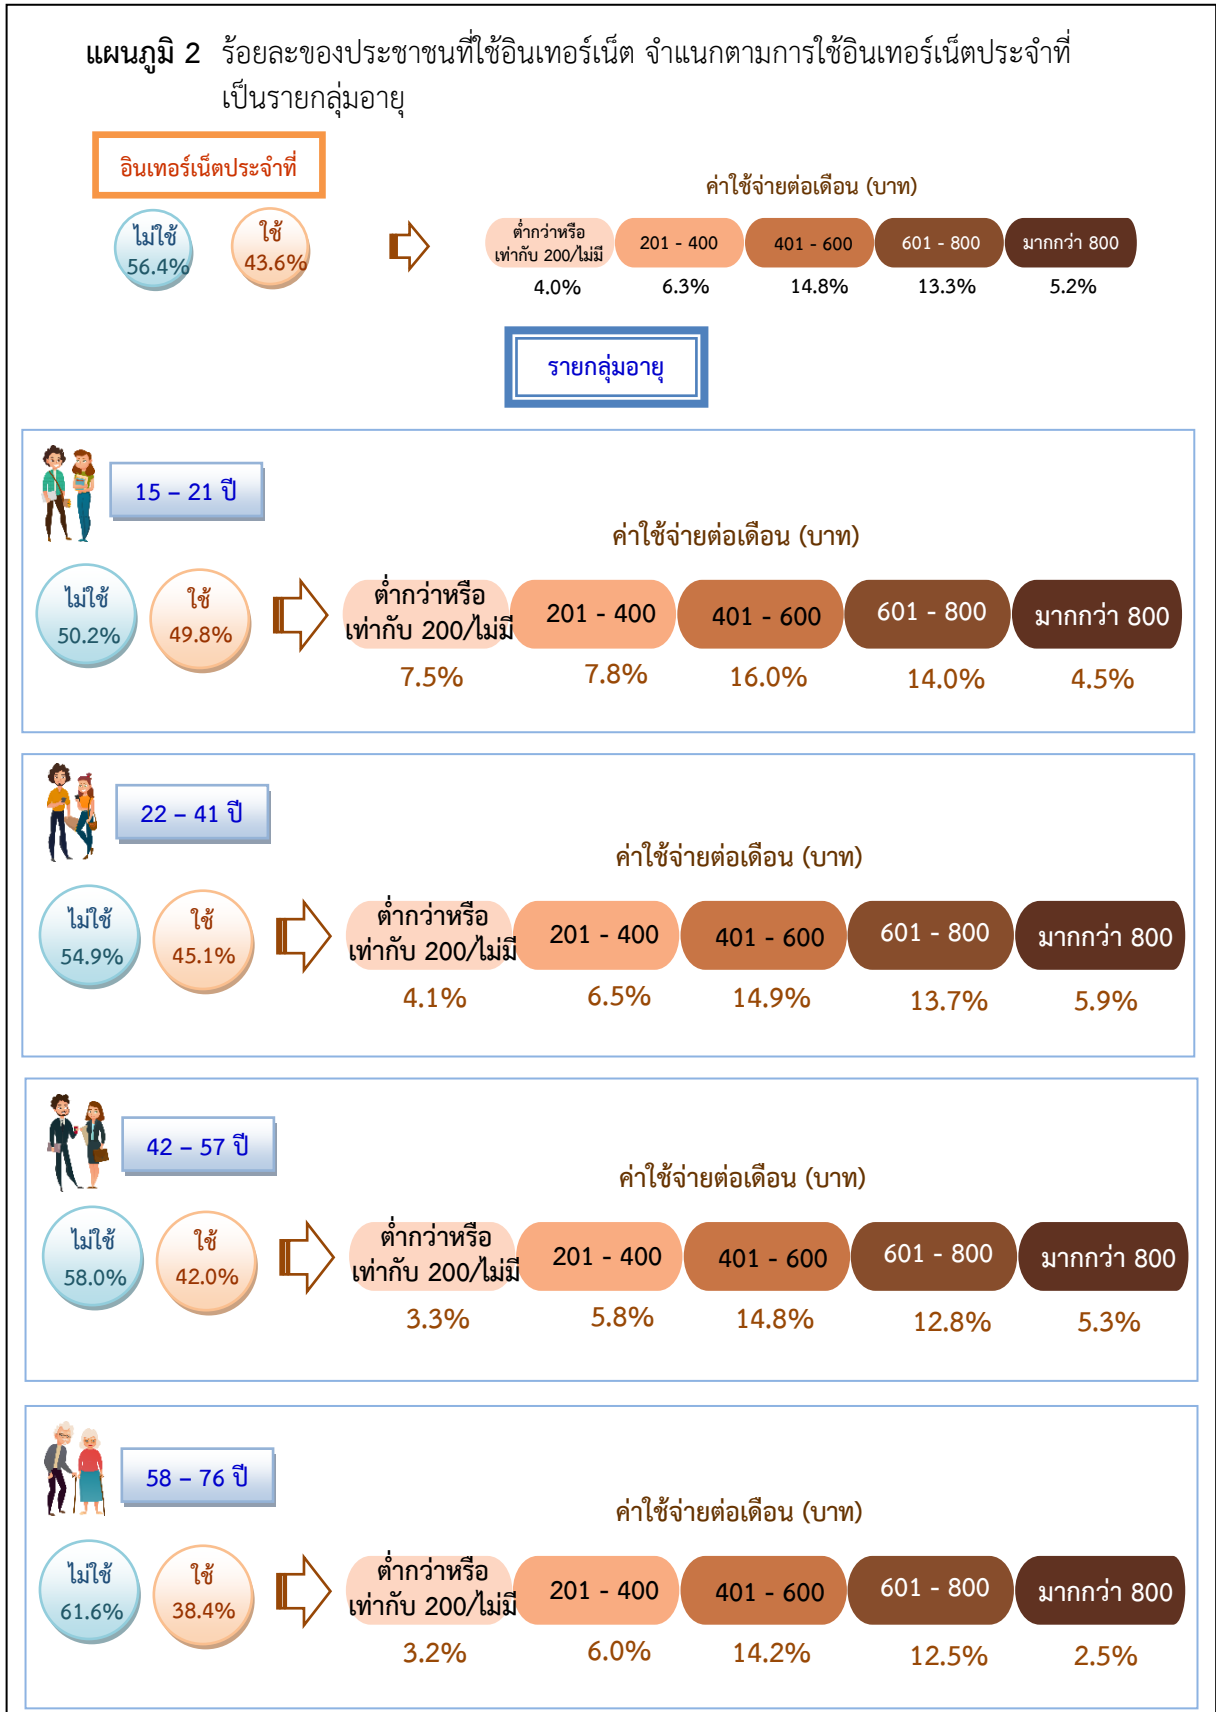 แผนภูมิ 2 ร้อยละของประชาชนที่ใช้อินเทอร์เน็ต จำแนกตามการใช้อินเทอร์เน็ตประจำที่
เป็นรายกลุ่มอายุ
อินเทอร์เน็ตประจำที่
ไม่ใช้
56.4%
ใช้
43.6%
ค่าใช้จ่ายต่อเดือน (บาท)
ต่ำกว่าหรือ
เท่ากับ 200/ไม่มี
201 - 400
401 - 600
601 - 800
มากกว่า 800
4.0%
6.3%
14.8%
13.3%
5.2%
รายกลุ่มอายุ
15 – 21 ปี
ค่าใช้จ่ายต่อเดือน (บาท)
ไม่ใช้
50.2%
ใช้
49.8%
ต่ำกว่าหรือ
เท่ากับ 200/ไม่มี
201 - 400
401 - 600
601 - 800
มากกว่า 800
7.5%
7.8%
16.0%
14.0%
4.5%
22 – 41 ปี
ค่าใช้จ่ายต่อเดือน (บาท)
ไม่ใช้
54.9%
ใช้
45.1%
ต่ำกว่าหรือ
เท่ากับ 200/ไม่มี
201 - 400
401 - 600
601 - 800
มากกว่า 800
4.1%
6.5%
14.9%
13.7%
5.9%
42 – 57 ปี
ค่าใช้จ่ายต่อเดือน (บาท)
ไม่ใช้
58.0%
ใช้
42.0%
ต่ำกว่าหรือ
เท่ากับ 200/ไม่มี
201 - 400
401 - 600
601 - 800
มากกว่า 800
3.3%
5.8%
14.8%
12.8%
5.3%
58 – 76 ปี
ค่าใช้จ่ายต่อเดือน (บาท)
ไม่ใช้
61.6%
ใช้
38.4%
ต่ำกว่าหรือ
เท่ากับ 200/ไม่มี
201 - 400
401 - 600
601 - 800
มากกว่า 800
3.2%
6.0%
14.2%
12.5%
2.5%